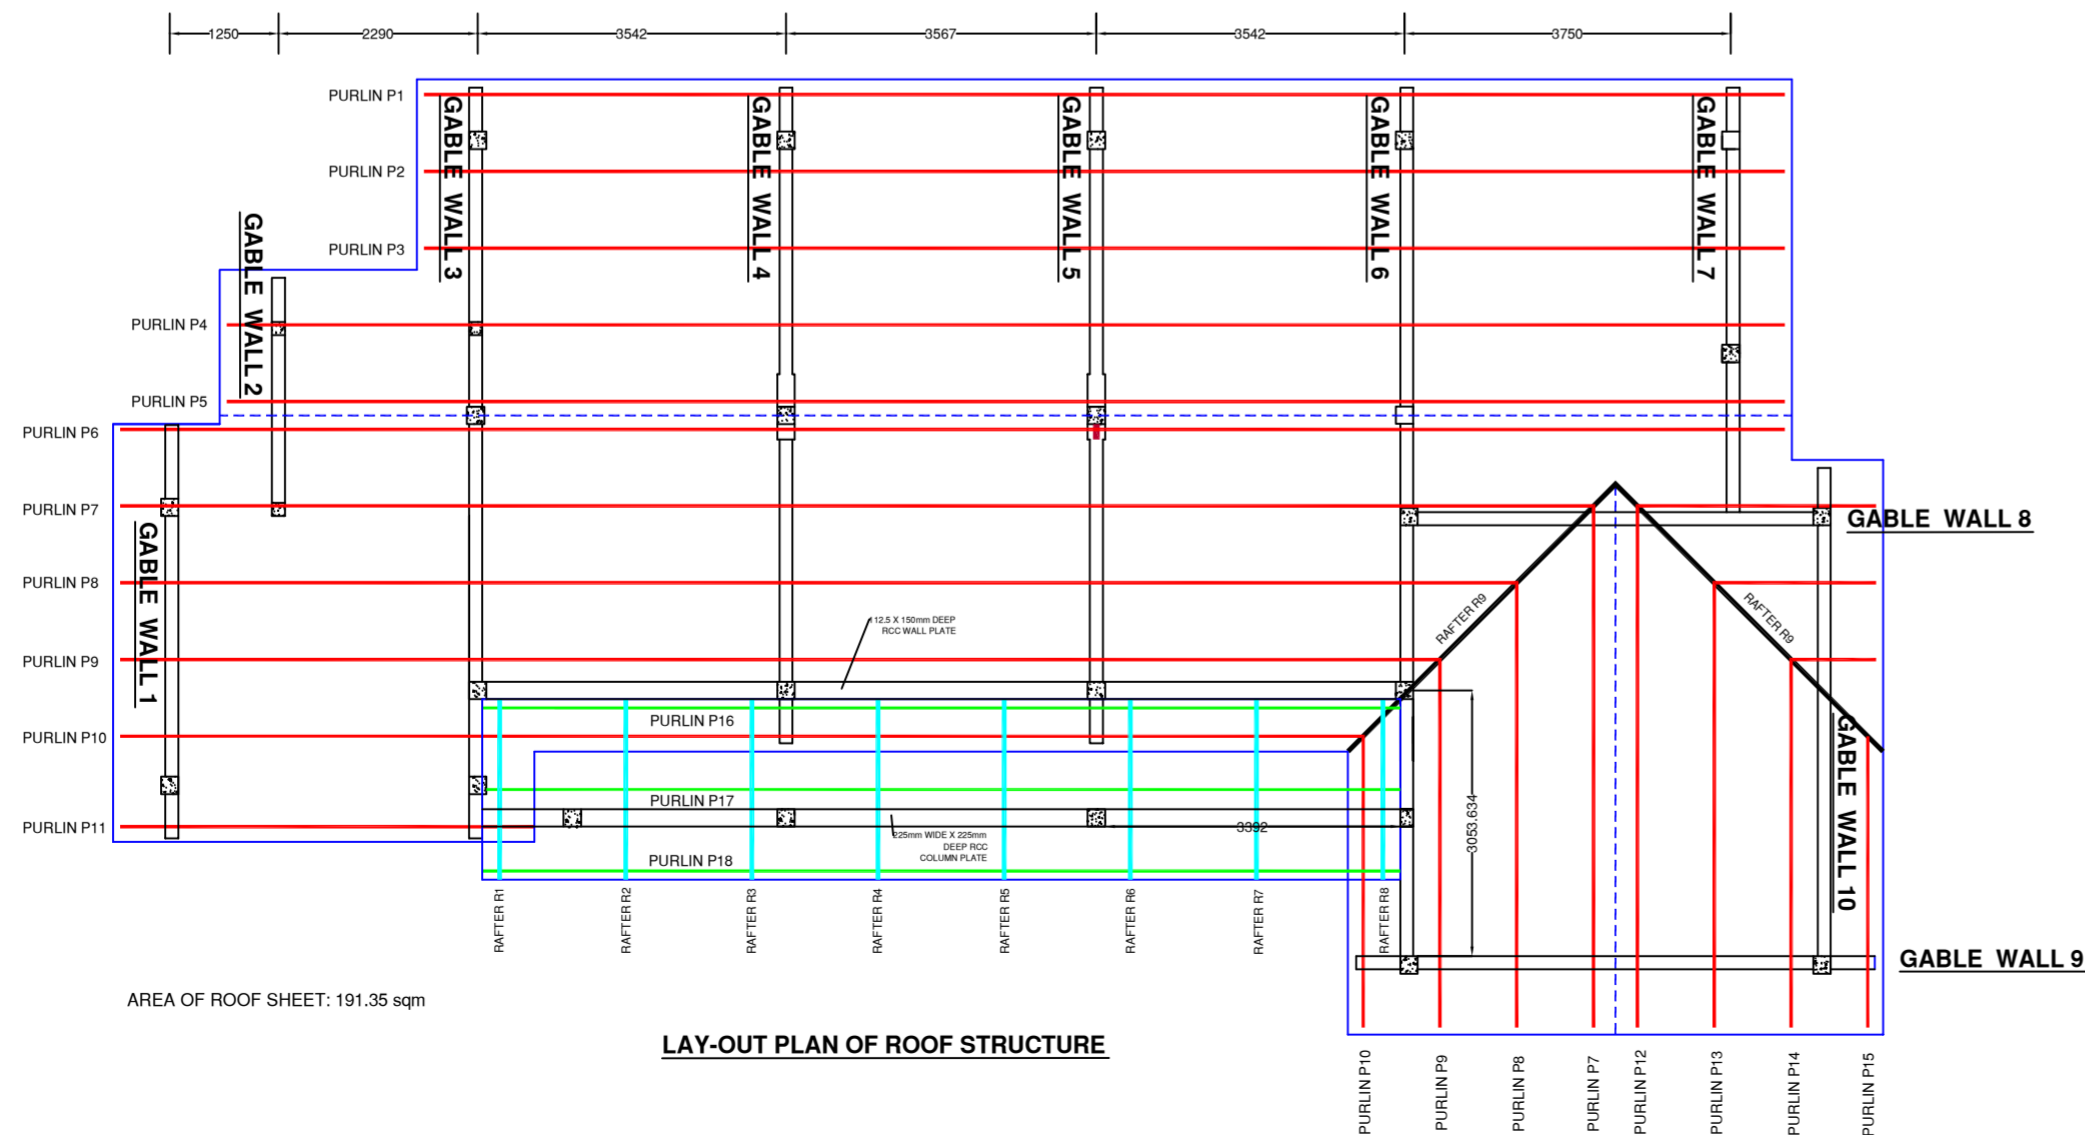 1250
2290
3542
3567
3542
3750
PURLIN P1
PURLIN P2
PURLIN P3
PURLIN P4
PURLIN P5
PURLIN P6
PURLIN P7
PURLIN P8
PURLIN P9
PURLIN P10
PURLIN P11
GABLE WALL 1
GABLE WALL 2
GABLE WALL 3
GABLE WALL 4
GABLE WALL 5
GABLE WALL 6
GABLE WALL 7
GABLE WALL 8
GABLE WALL 10
GABLE WALL 9
RAFTER R9
RAFTER R9
112.5 X 150mm DEEP
RCC WALL PLATE
PURLIN P16
PURLIN P17
PURLIN P18
225mm WIDE X 225mm
DEEP RCC
COLUMN PLATE
3392
3053.634
RAFTER R1
RAFTER R2
RAFTER R3
RAFTER R4
RAFTER R5
RAFTER R6
RAFTER R7
RAFTER R8
AREA OF ROOF SHEET: 191.35 sqm
LAY-OUT PLAN OF ROOF STRUCTURE
PURLIN P10
PURLIN P9
PURLIN P8
PURLIN P7
PURLIN P12
PURLIN P13
PURLIN P14
PURLIN P15